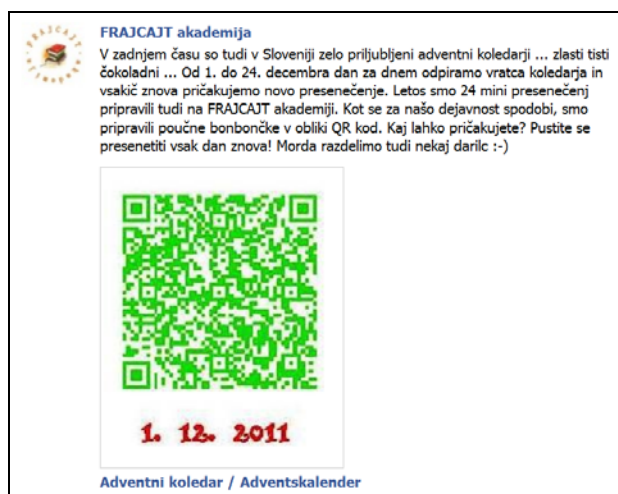 FRAJCAJT akademija
V zadnjem času so tudi v Sloveniji zelo priljubljeni adventni koledarji ... zlasti tisti
čokoladni ... Od 1. do 24. decembra dan za dnem odpiramo vratca koledarja in
vsakič znova pričakujemo novo presenečenje. Letos smo 24 mini presenečenj
pripravili tudi na FRAJCAJT akademiji. Kot se za našo dejavnost spodobi, smo
pripravili poučne bonbončke v obliki QR kod. Kaj lahko pričakujete? Pustite se
presenetiti vsak dan znova! Morda razdelimo tudi nekaj darilc :-)
1. 12. 2011
Adventni koledar / Adventskalender